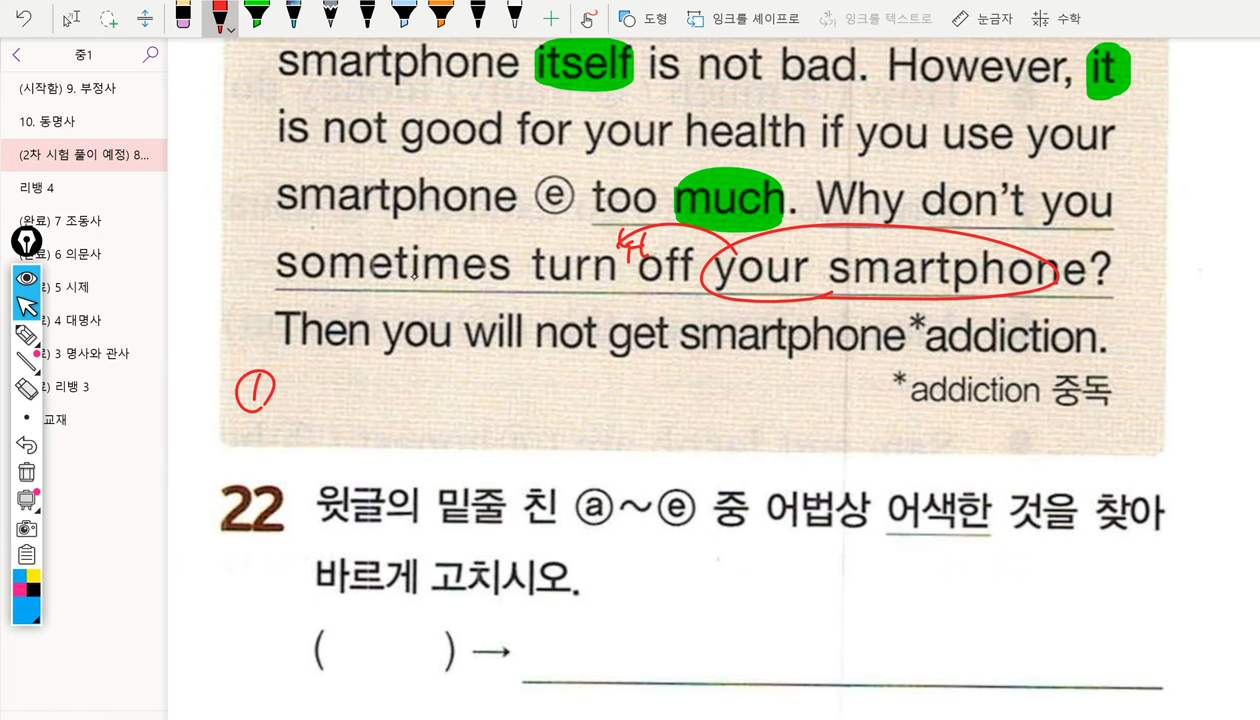 도형
잉크를 셰이프로
잉크를 텍스트로
눈금자
수학
중1
(시작함) 9. 부정사
10. 동명사
(2차 시험 풀이 예정) 8...
리뱅 4
(완료) 7 조동사
6 의문사
5 시제
4 대명사
3 명사와 관사
리뱅 3
교재
smartphone itself is not bad. However, it
is not good for your health if you use your
smartphone ⓔ too much. Why don't you
sometimes turn off your smartphone?
Then you will not get smartphone*addiction.
①
*addiction 중독
22 윗글의 밑줄 친 ⓐ~ⓔ 중 어법상 어색한 것을 찾아
바르게 고치시오.
( ) →